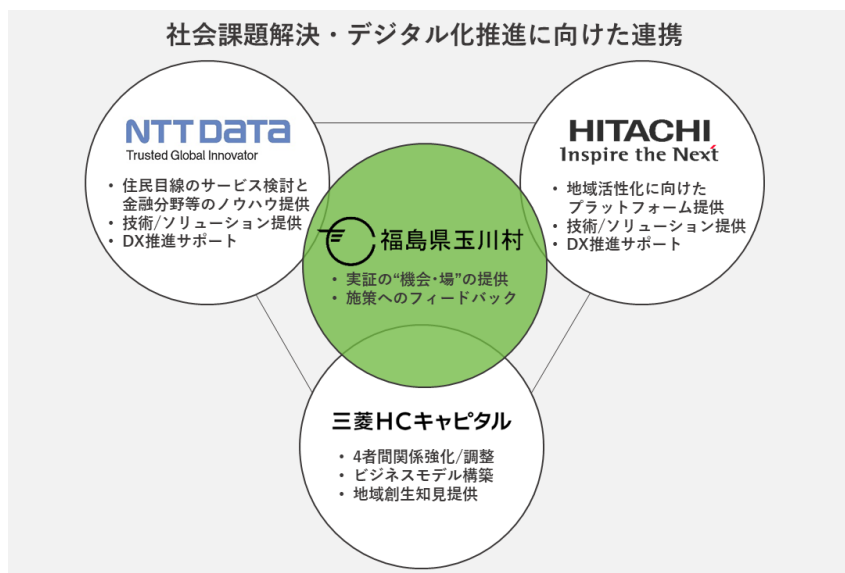 社会課題解決・デジタル化推進に向けた連携
NTT DATA
Trusted Global Innovator
・ 住民目線のサービス検討と
金融分野等のノウハウ提供
・ 技術/ソリューション提供
・ DX推進サポート
HITACHI
Inspire the Next
・ 地域活性化に向けた
プラットフォーム提供
・ 技術/ソリューション提供
・ DX推進サポート
福島県玉川村
・ 実証の“機会・場”の提供
・ 施策へのフィードバック
三菱HCキャピタル
・ 4者間関係強化/調整
・ ビジネスモデル構築
・ 地域創生知見提供